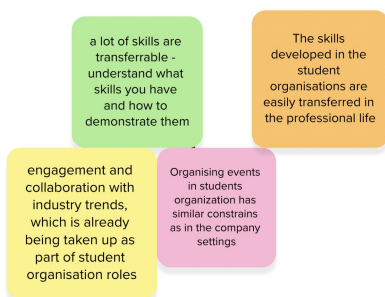 a lot of skills are
transferrable -
understand what
skills you have
and how to
demonstrate them
The skills
developed in the
student
organisations are
easily transferred in
the professional life
engagement and
collaboration with
industry trends,
which is already
being taken up as
part of student
organisation roles
Organising events
in students
organization has
similar constrains
as in the company
settings